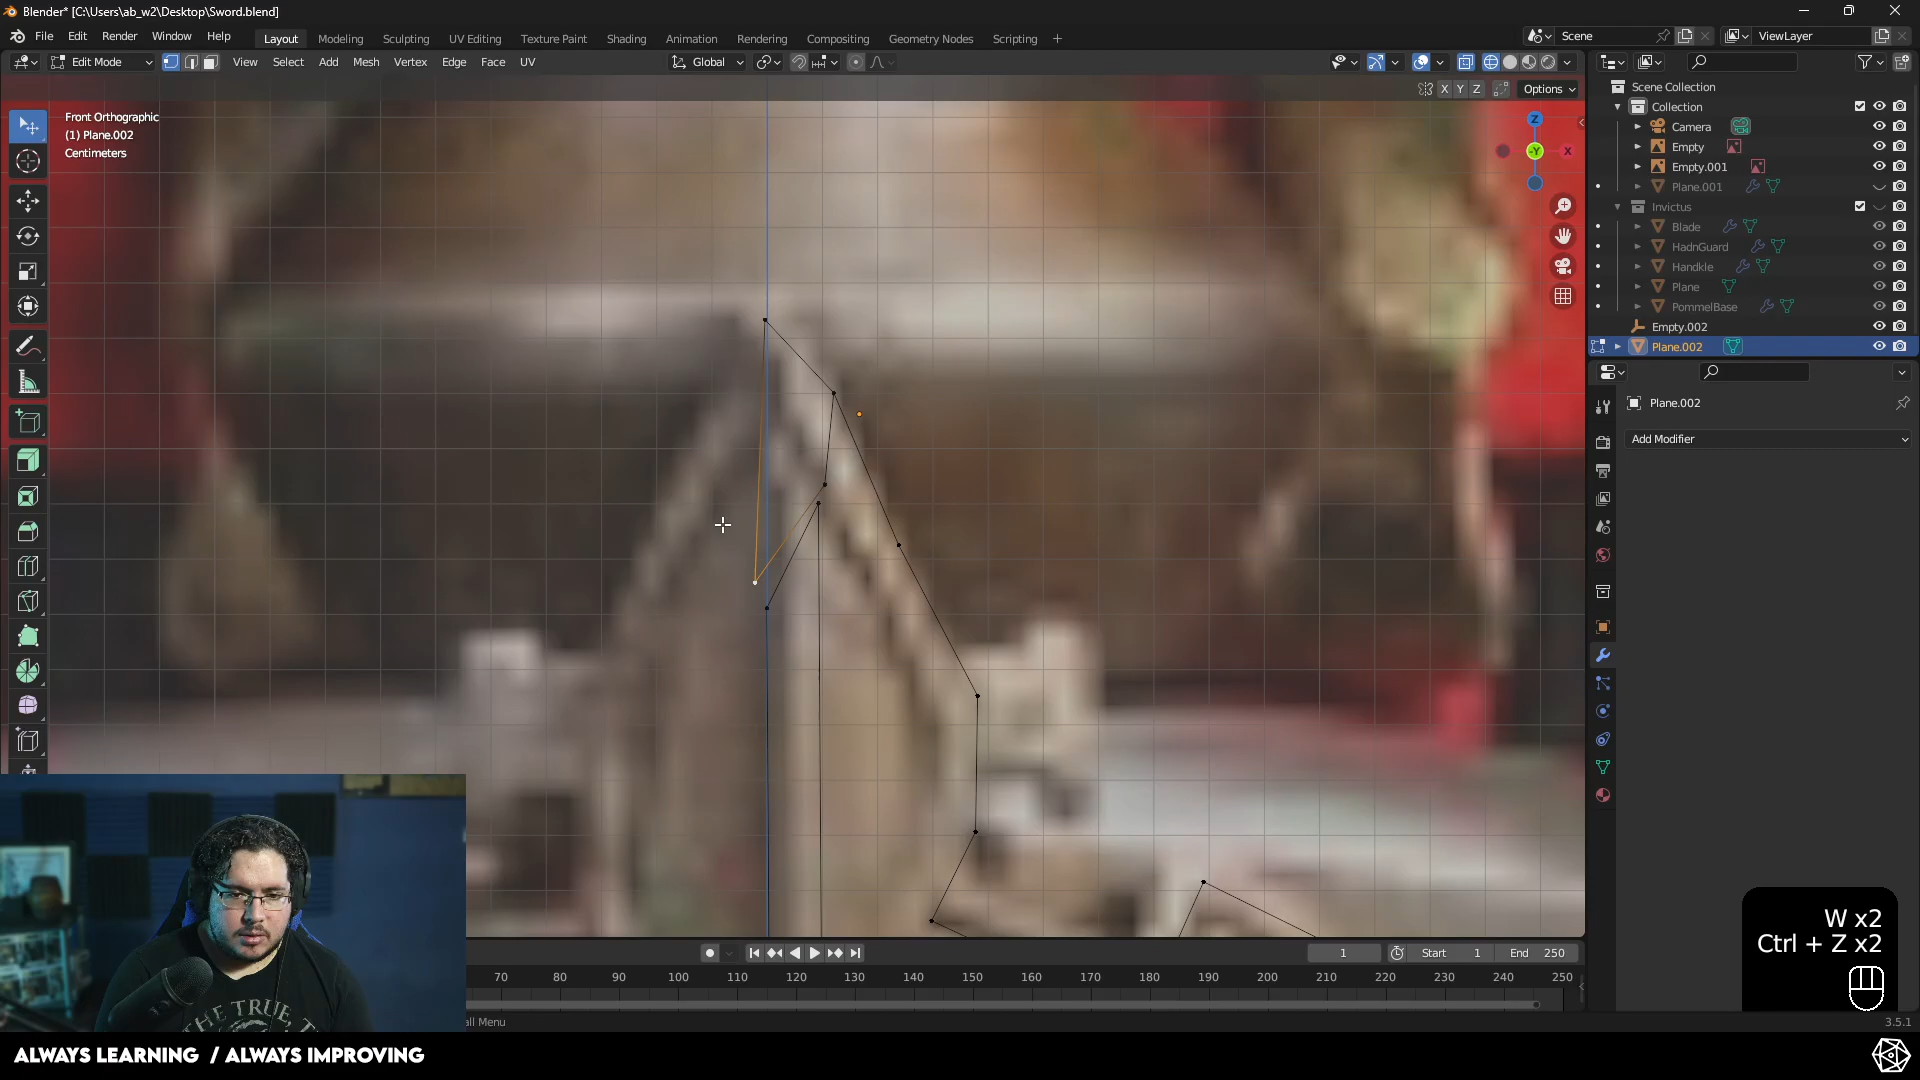 Blender* [C:\Users\ab_w2\Desktop\Sword.blend]
File Edit Render Window Help Layout Modeling Sculpting UV Editing Texture Paint Shading Animation Rendering Compositing Geometry Nodes Scripting + Scene ViewLayer
Edit Mode View Select Add Mesh Vertex Edge Face UV Global
X Y Z Options
Front Orthographic
(1) Plane.002
Centimeters
Z
-Y X
Scene Collection
Collection
Camera
Empty
Empty.001
Plane.001
Invictus
Blade
HadnGuard
Handkle
Plane
PommelBase
Empty.002
Plane.002
Plane.002
Add Modifier
W x2
Ctrl + Z x2
1 Start 1 End 250
70 80 90 100 110 120 130 140 150 160 170 180 190 200 210 220 230 240 250
all Menu
3.5.1
THE TRUE, T
ALWAYS LEARNING / ALWAYS IMPROVING